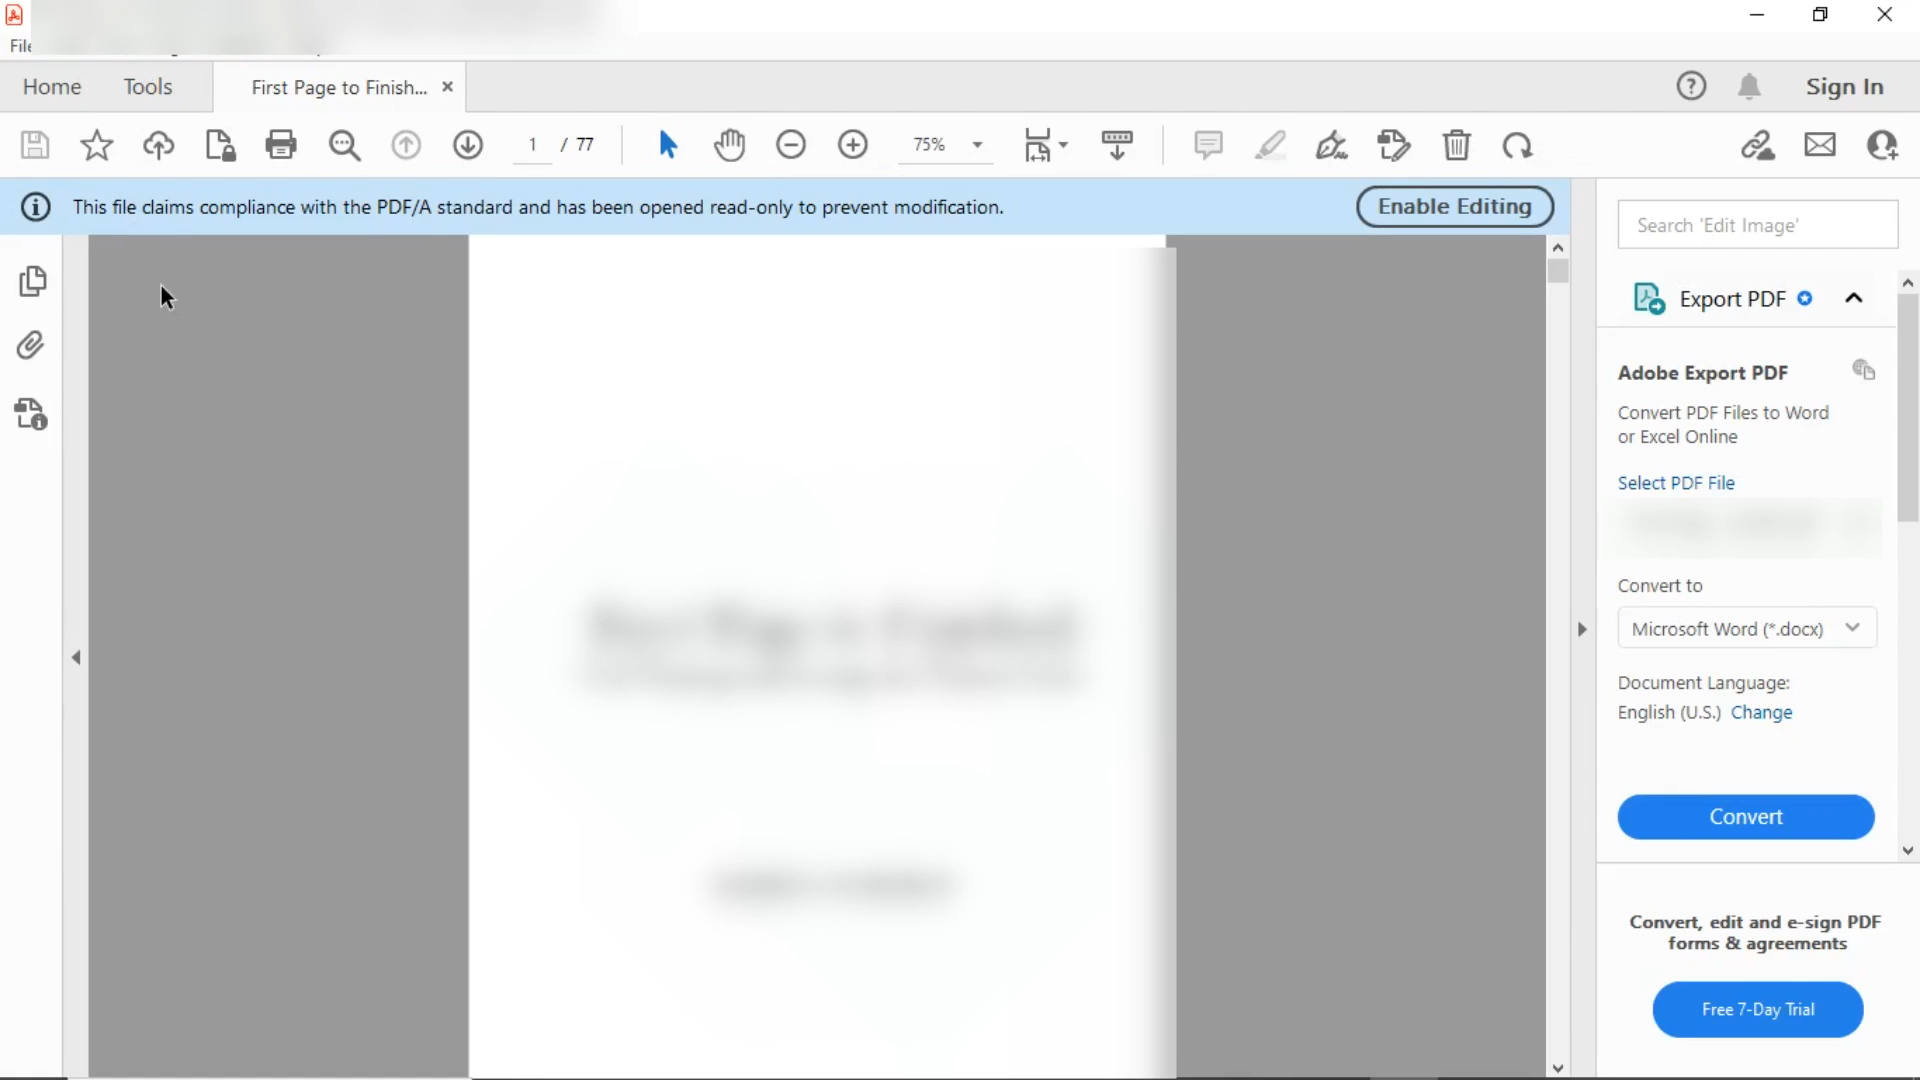 Home Tools First Page to Finish... Sign In
1 / 77 75%
This file claims compliance with the PDF/A standard and has been opened read-only to prevent modification. Enable Editing
Search 'Edit Image'
Export PDF
Adobe Export PDF
Convert PDF Files to Word
or Excel Online
Select PDF File
Convert to
Microsoft Word (*.docx)
Document Language:
English (U.S.) Change
Convert
Convert, edit and e-sign PDF
forms & agreements
Free 7-Day Trial